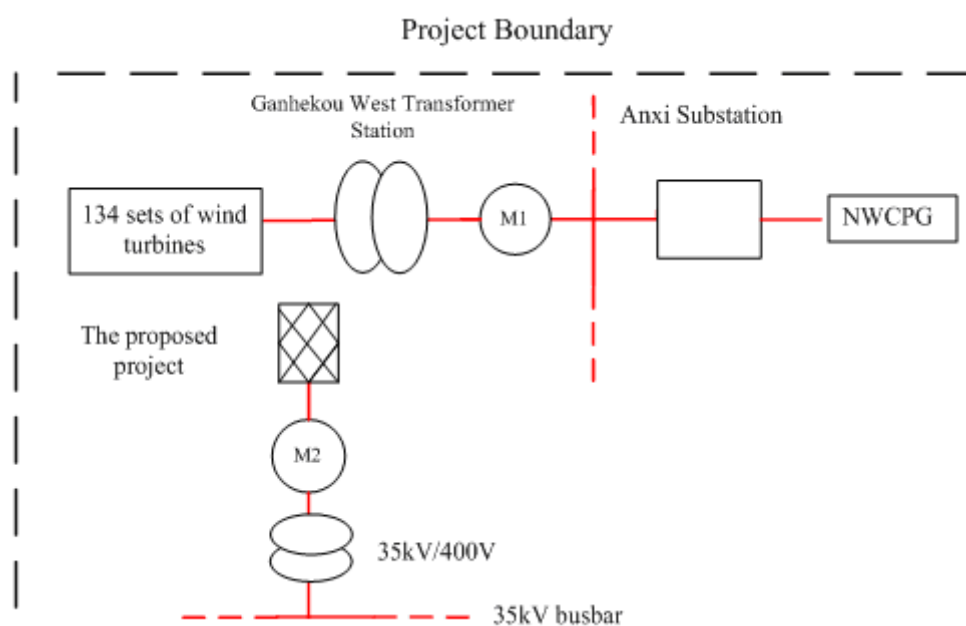 Project Boundary
Ganhekou West Transformer
Station
Anxi Substation
134 sets of wind
turbines
M1
NWCPG
The proposed
project
M2
35kV/400V
35kV busbar